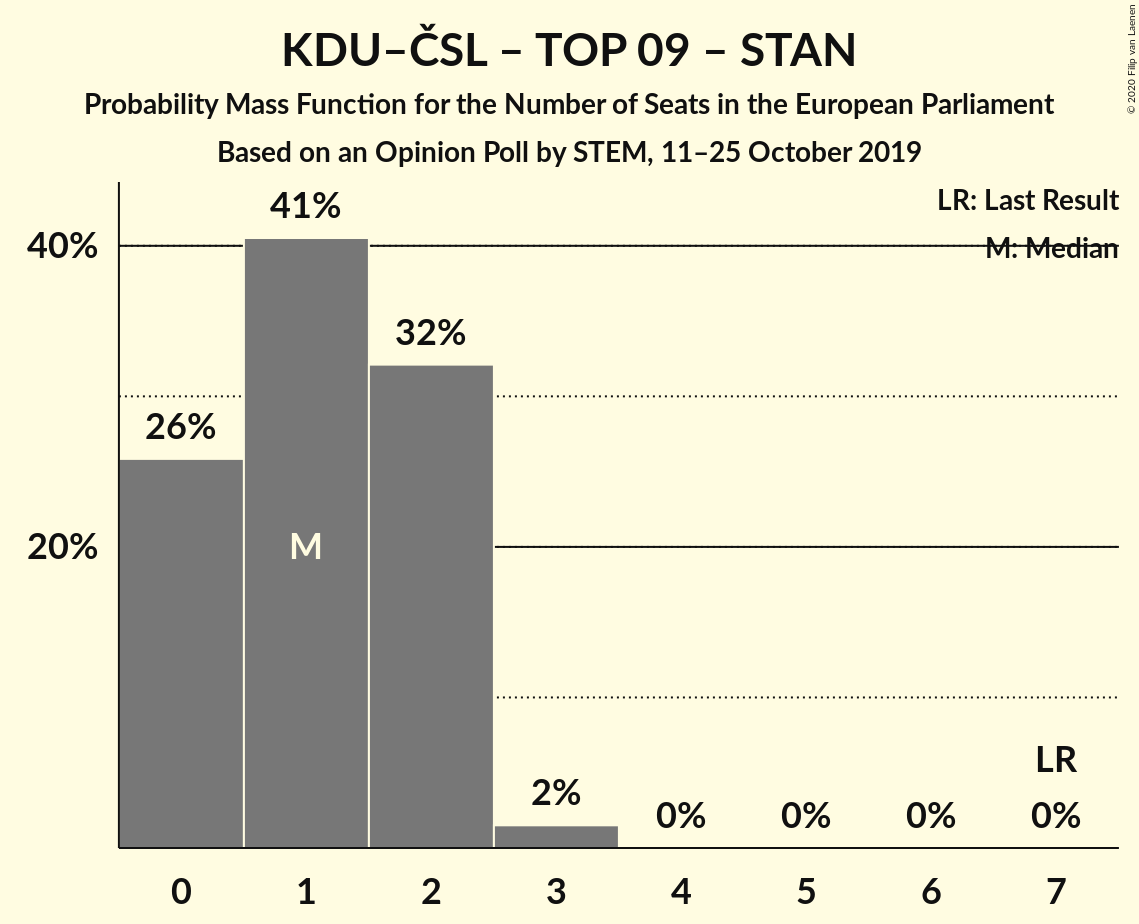 KDU–ČSL – TOP 09 – STAN
Probability Mass Function for the Number of Seats in the European Parliament
Based on an Opinion Poll by STEM, 11–25 October 2019
© 2020 Filip van Laenen
LR: Last Result
M: Median
41%
40%
32%
26%
20%
M
LR
2%
0% 0% 0% 0%
0 1 2 3 4 5 6 7